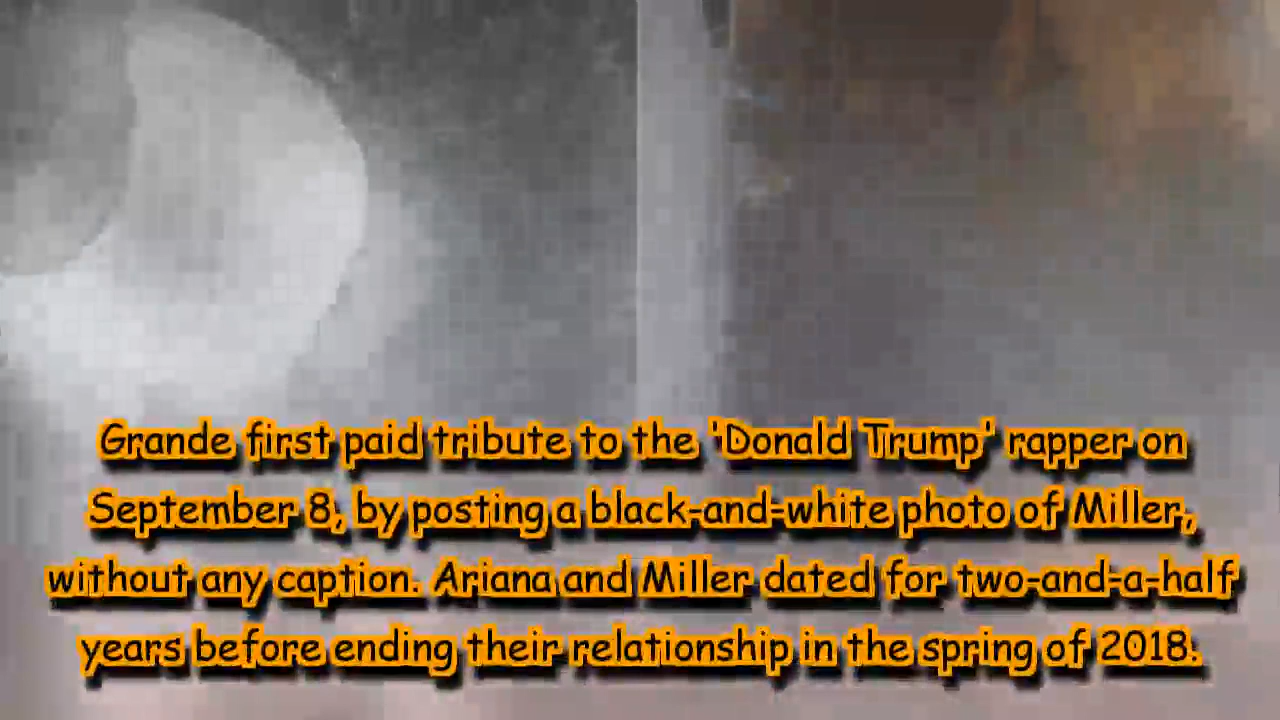 Grande first paid tribute to the 'Donald Trump' rapper on
September 8, by posting a black-and-white photo of Miller,
without any caption. Ariana and Miller dated for two-and-a-half
years before ending their relationship in the spring of 2018.